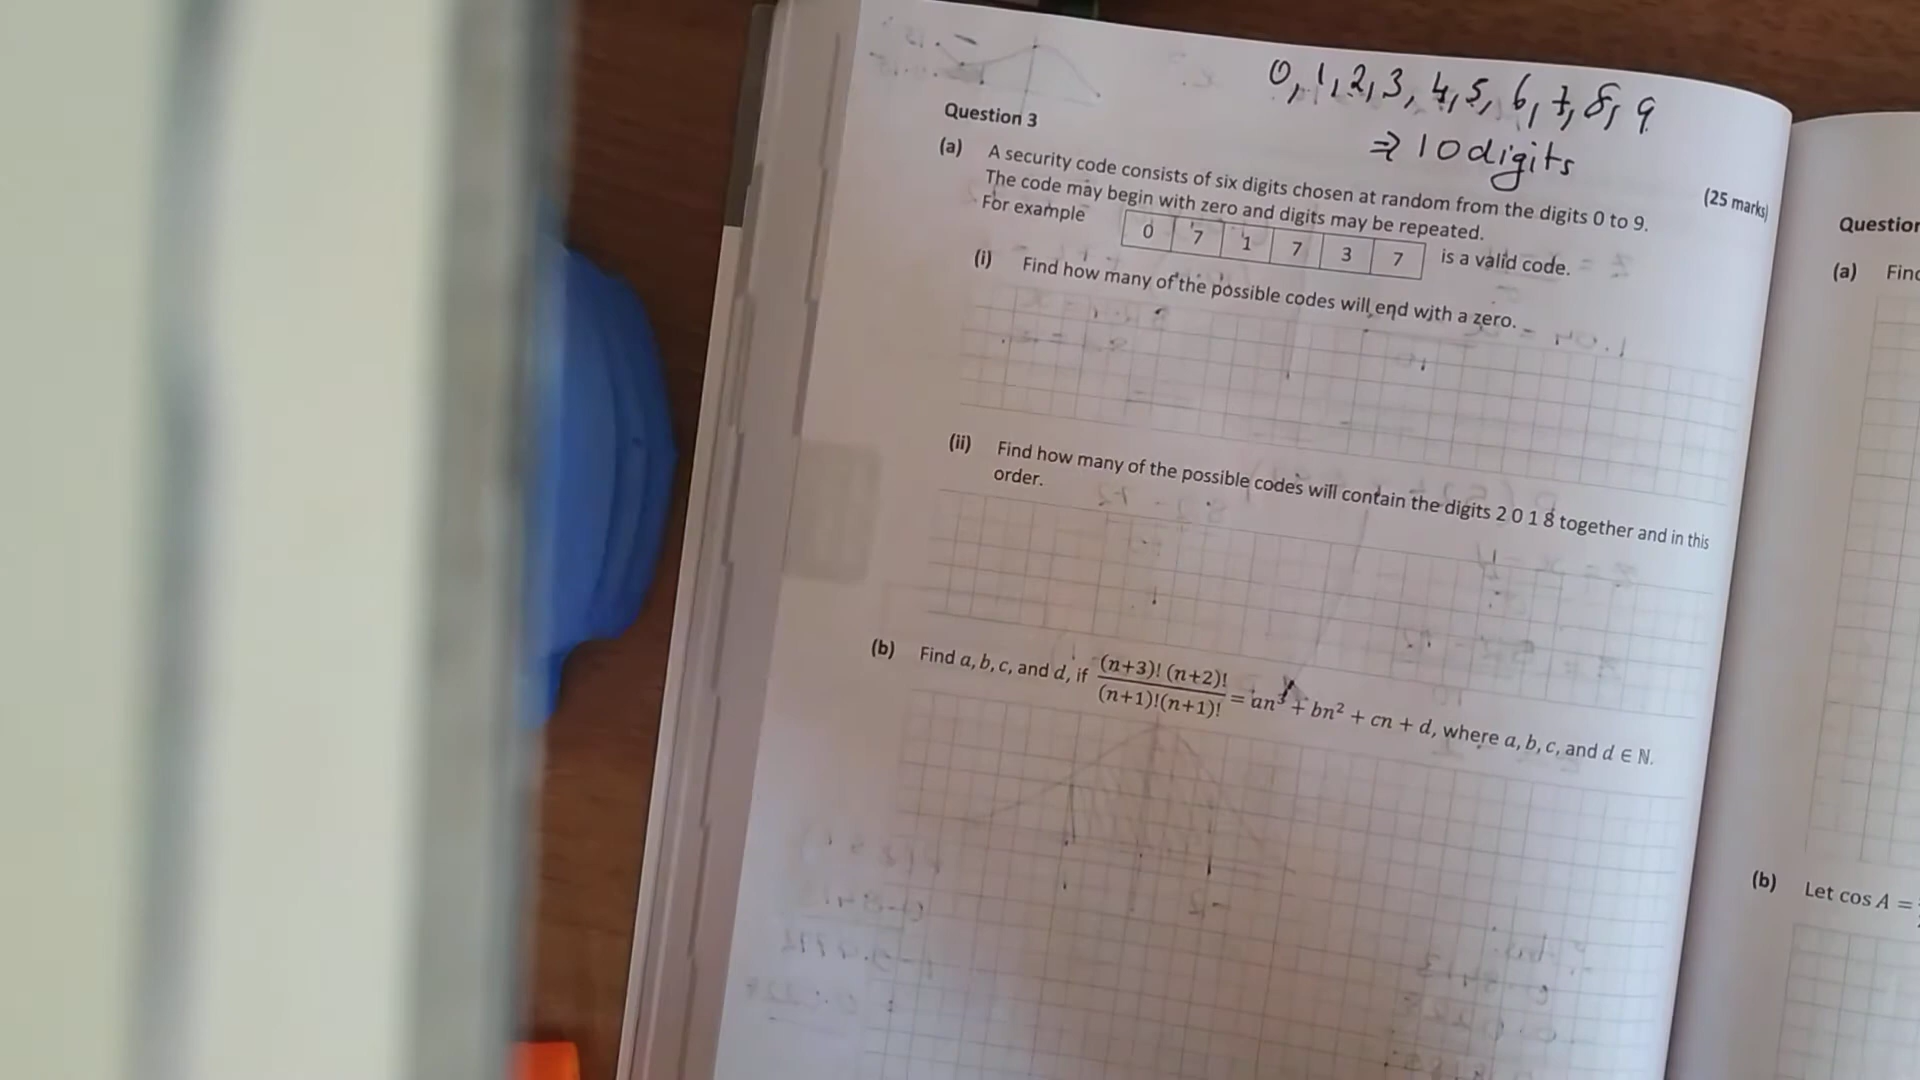 0, 1, 2, 3, 4, 5, 6, 7, 8, 9
⇒ 10 digits
Question 3
(25 marks)
(a) A security code consists of six digits chosen at random from the digits 0 to 9.
The code may begin with zero and digits may be repeated.
For example 0 7 1 7 3 7 is a valid code.
(i) Find how many of the possible codes will end with a zero.
(ii) Find how many of the possible codes will contain the digits 2 0 1 8 together and in this
order.
(b) Find a, b, c, and d, if (n+3)! (n+2)! / (n+1)!(n+1)! = an³ + bn² + cn + d, where a, b, c, and d ∈ ℕ.
Question
(a) Find
(b) Let cos A =